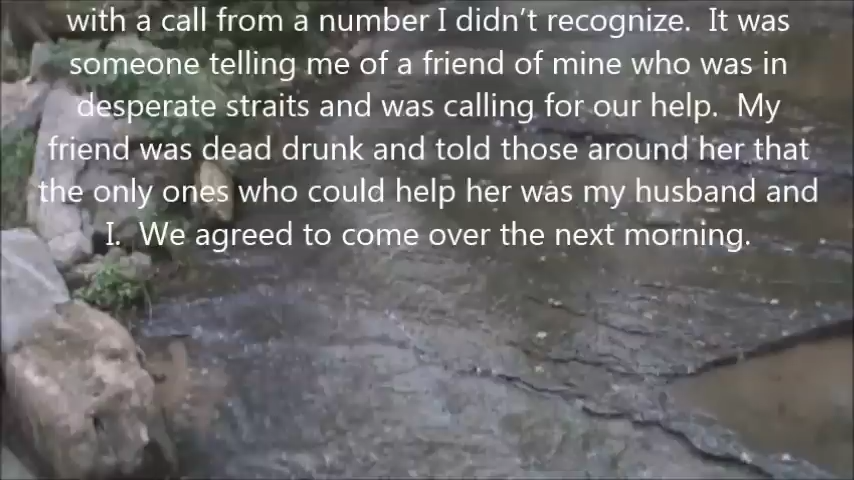 with a call from a number I didn't recognize.  It was
someone telling me of a friend of mine who was in
desperate straits and was calling for our help.  My
friend was dead drunk and told those around her that
the only ones who could help her was my husband and
I.  We agreed to come over the next morning.